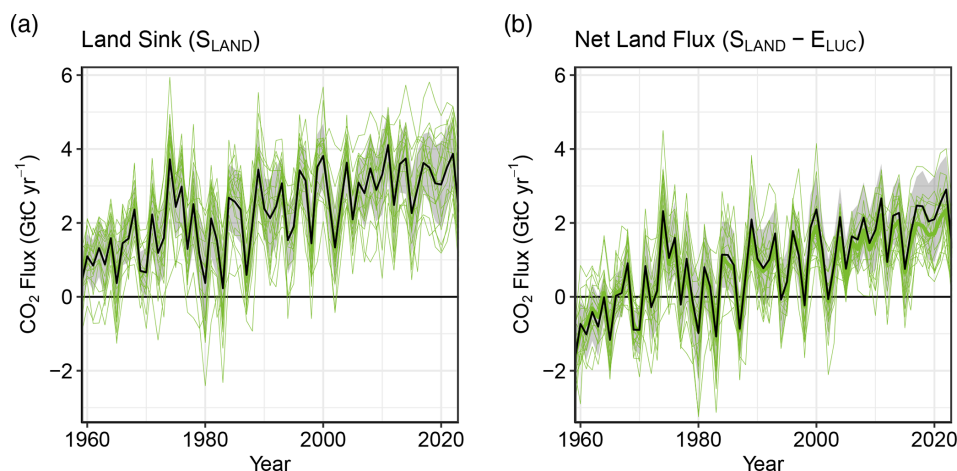 (a)
Land Sink (S_LAND)
CO₂ Flux (GtC yr⁻¹)
6
4
2
0
−2
1960
1980
2000
2020
Year
(b)
Net Land Flux (S_LAND − E_LUC)
CO₂ Flux (GtC yr⁻¹)
6
4
2
0
−2
1960
1980
2000
2020
Year